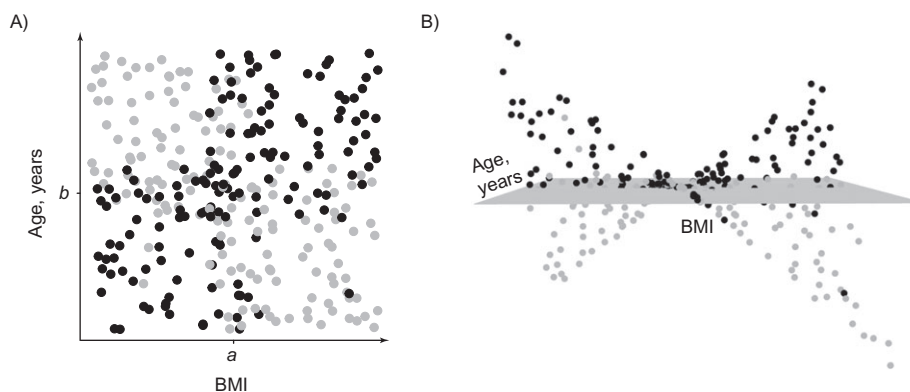 A)
Age, years
b
a
BMI
B)
Age,
years
BMI